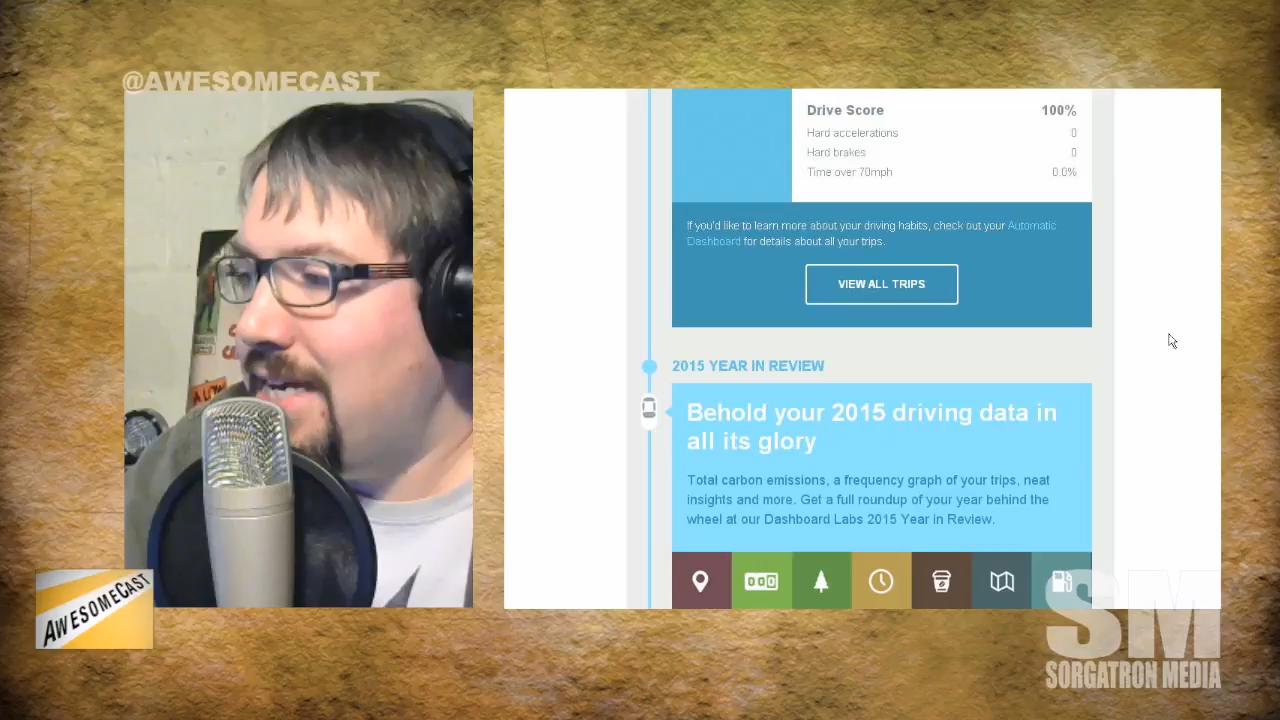 @AWESOMECAST
Drive Score 100%
Hard accelerations 0
Hard brakes 0
Time over 70mph 0.0%
If you'd like to learn more about your driving habits, check out your Automatic
Dashboard for details about all your trips.
VIEW ALL TRIPS
2015 YEAR IN REVIEW
Behold your 2015 driving data in
all its glory
Total carbon emissions, a frequency graph of your trips, neat
insights and more. Get a full roundup of your year behind the
wheel at our Dashboard Labs 2015 Year in Review.
AWESOMECAST
SM
SORGATRON MEDIA